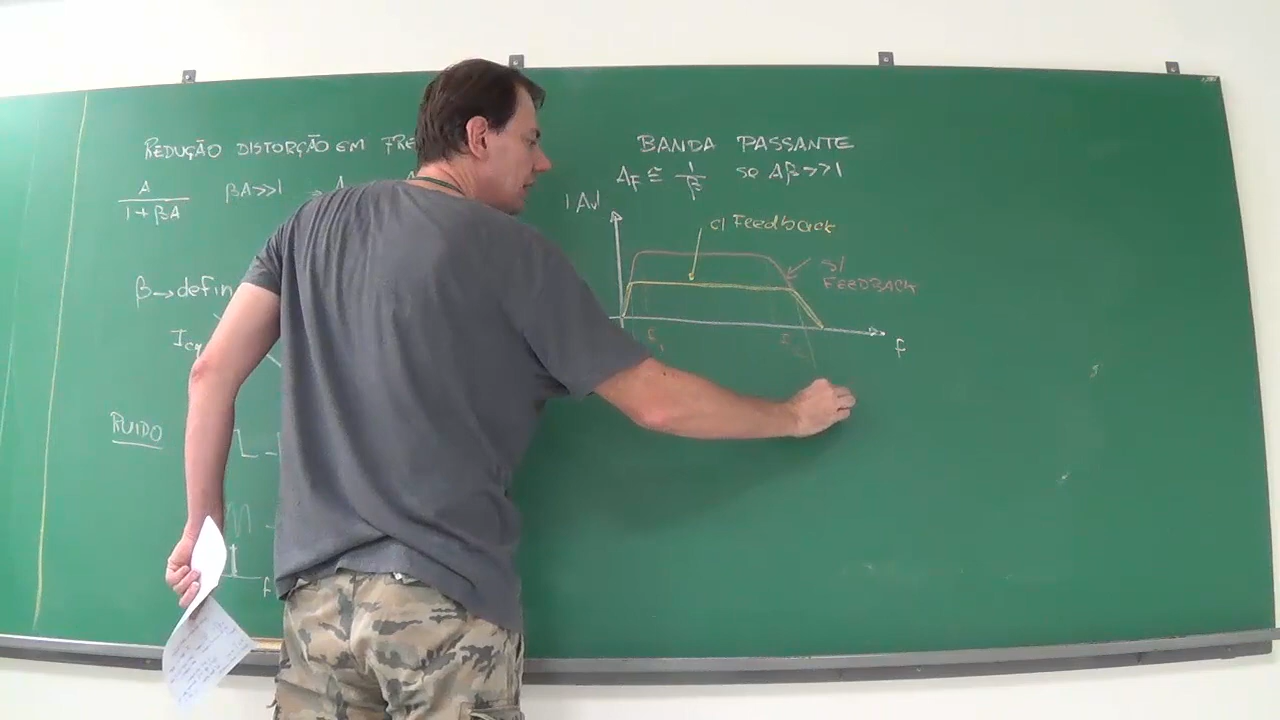 REDUÇÃO DISTORÇÃO EM FRE
A
1 + βA
βA>>1 → A
β→defin
RUIDO
f
BANDA PASSANTE
AF ≅ 1/β se Aβ>>1
|Av|
c/ Feedback
s/
FEEDBACK
f